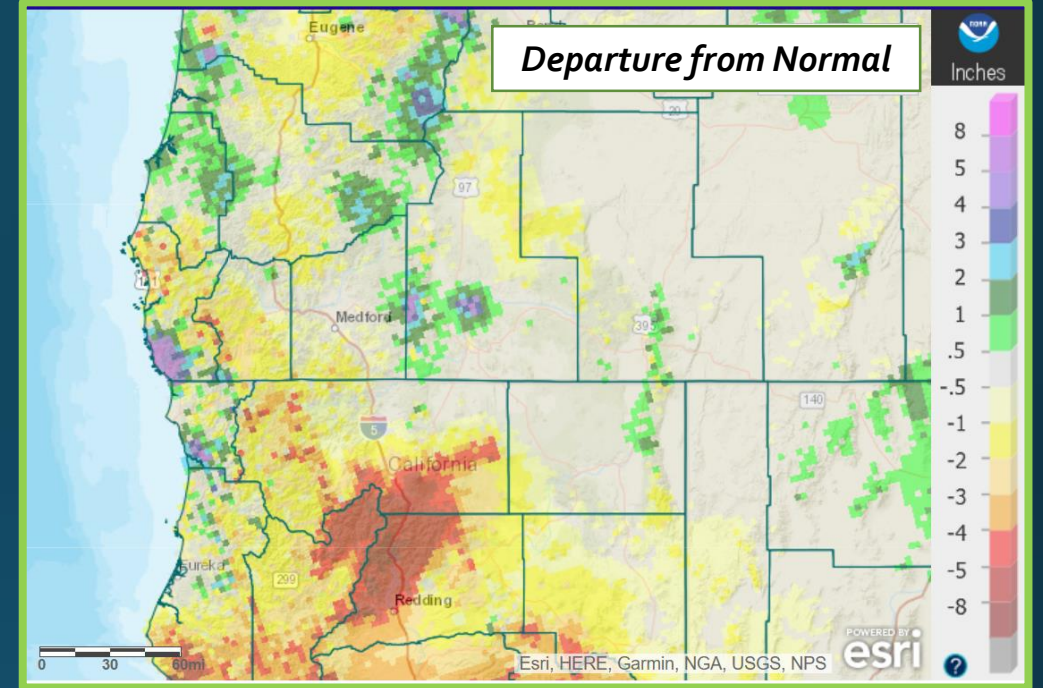 Eugene
Departure from Normal
NOAA
Inches
20
97
8
5
4
3
2
1
.5
-.5
-1
-2
-3
-4
-5
-8
Medford
395
140
5
California
Eureka
299
Redding
0 30 60mi
Esri, HERE, Garmin, NGA, USGS, NPS
POWERED BY
esri
?